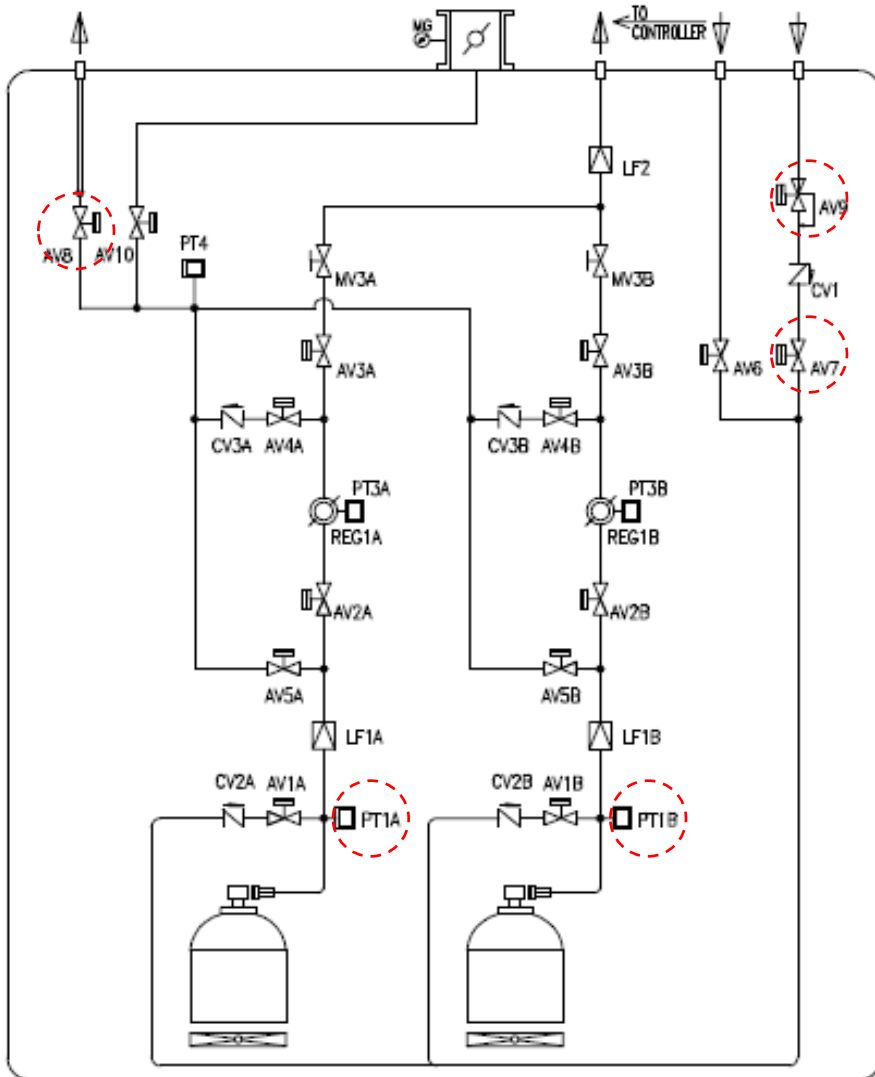 MG
TO
CONTROLLER
LF2
AV9
AV8
AV10
PT4
MV3A
MV3B
CV1
AV3A
AV3B
AV6
AV7
CV3A
AV4A
CV3B
AV4B
PT3A
PT3B
REG1A
REG1B
AV2A
AV2B
AV5A
AV5B
LF1A
LF1B
CV2A
AV1A
CV2B
AV1B
PT1A
PT1B